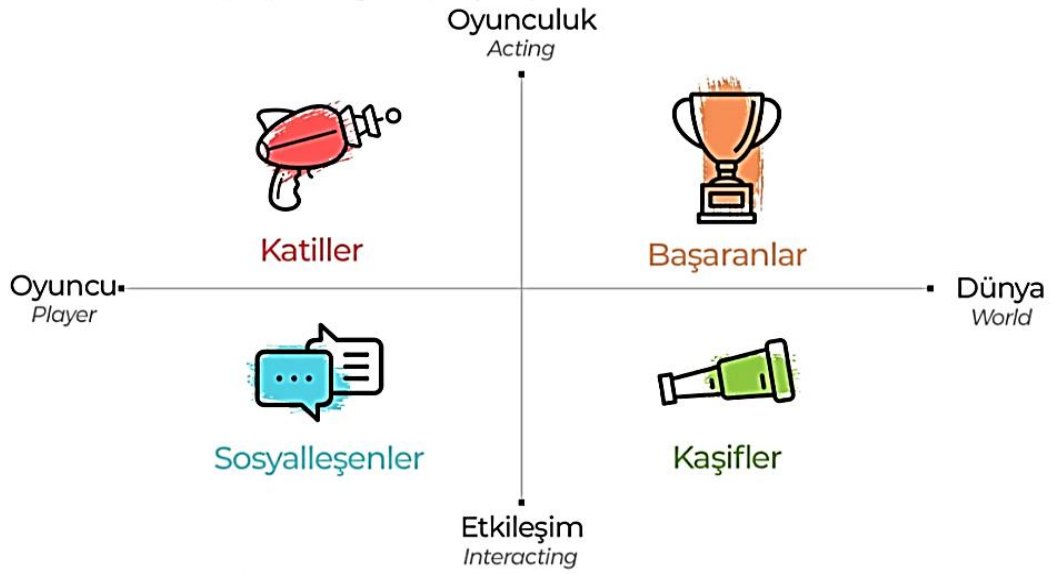 Oyunculuk
Acting
Katiller
Başaranlar
Oyuncu
Player
Dünya
World
Sosyalleşenler
Kaşifler
Etkileşim
Interacting